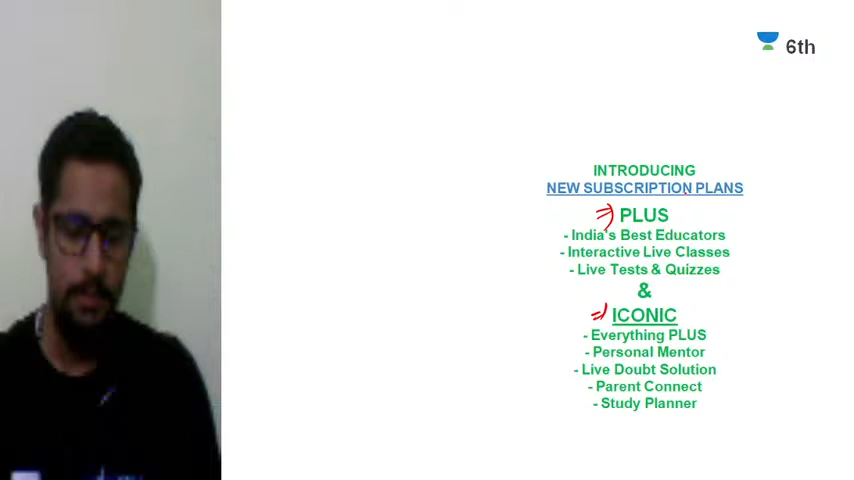 6th
INTRODUCING
NEW SUBSCRIPTION PLANS
PLUS
- India's Best Educators
- Interactive Live Classes
- Live Tests & Quizzes
&
ICONIC
- Everything PLUS
- Personal Mentor
- Live Doubt Solution
- Parent Connect
- Study Planner